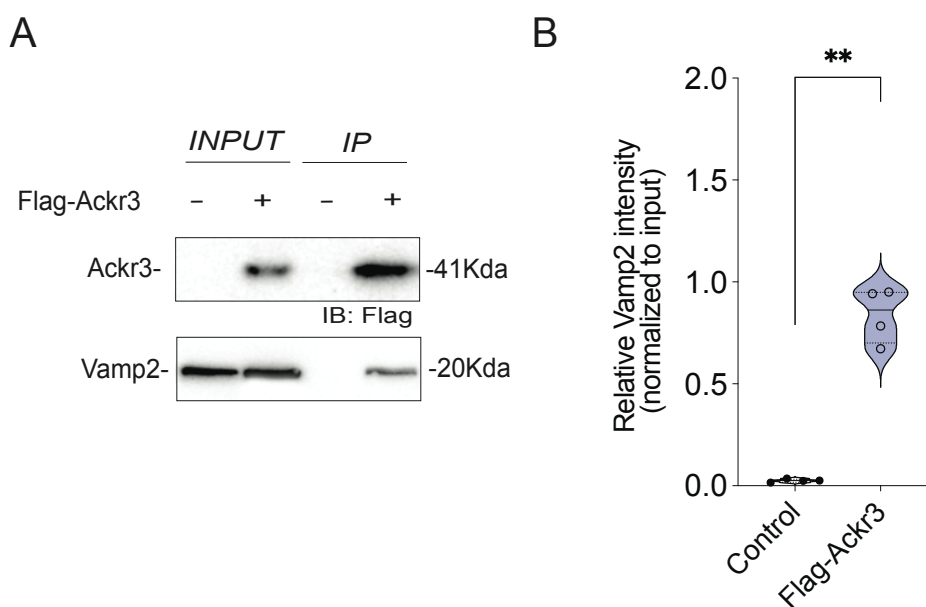 A
INPUT IP
Flag-Ackr3 - + - +
Ackr3- -41Kda
IB: Flag
Vamp2- -20Kda
B
**
Relative Vamp2 intensity
(normalized to input)
2.0
1.5
1.0
0.5
0.0
Control
Flag-Ackr3